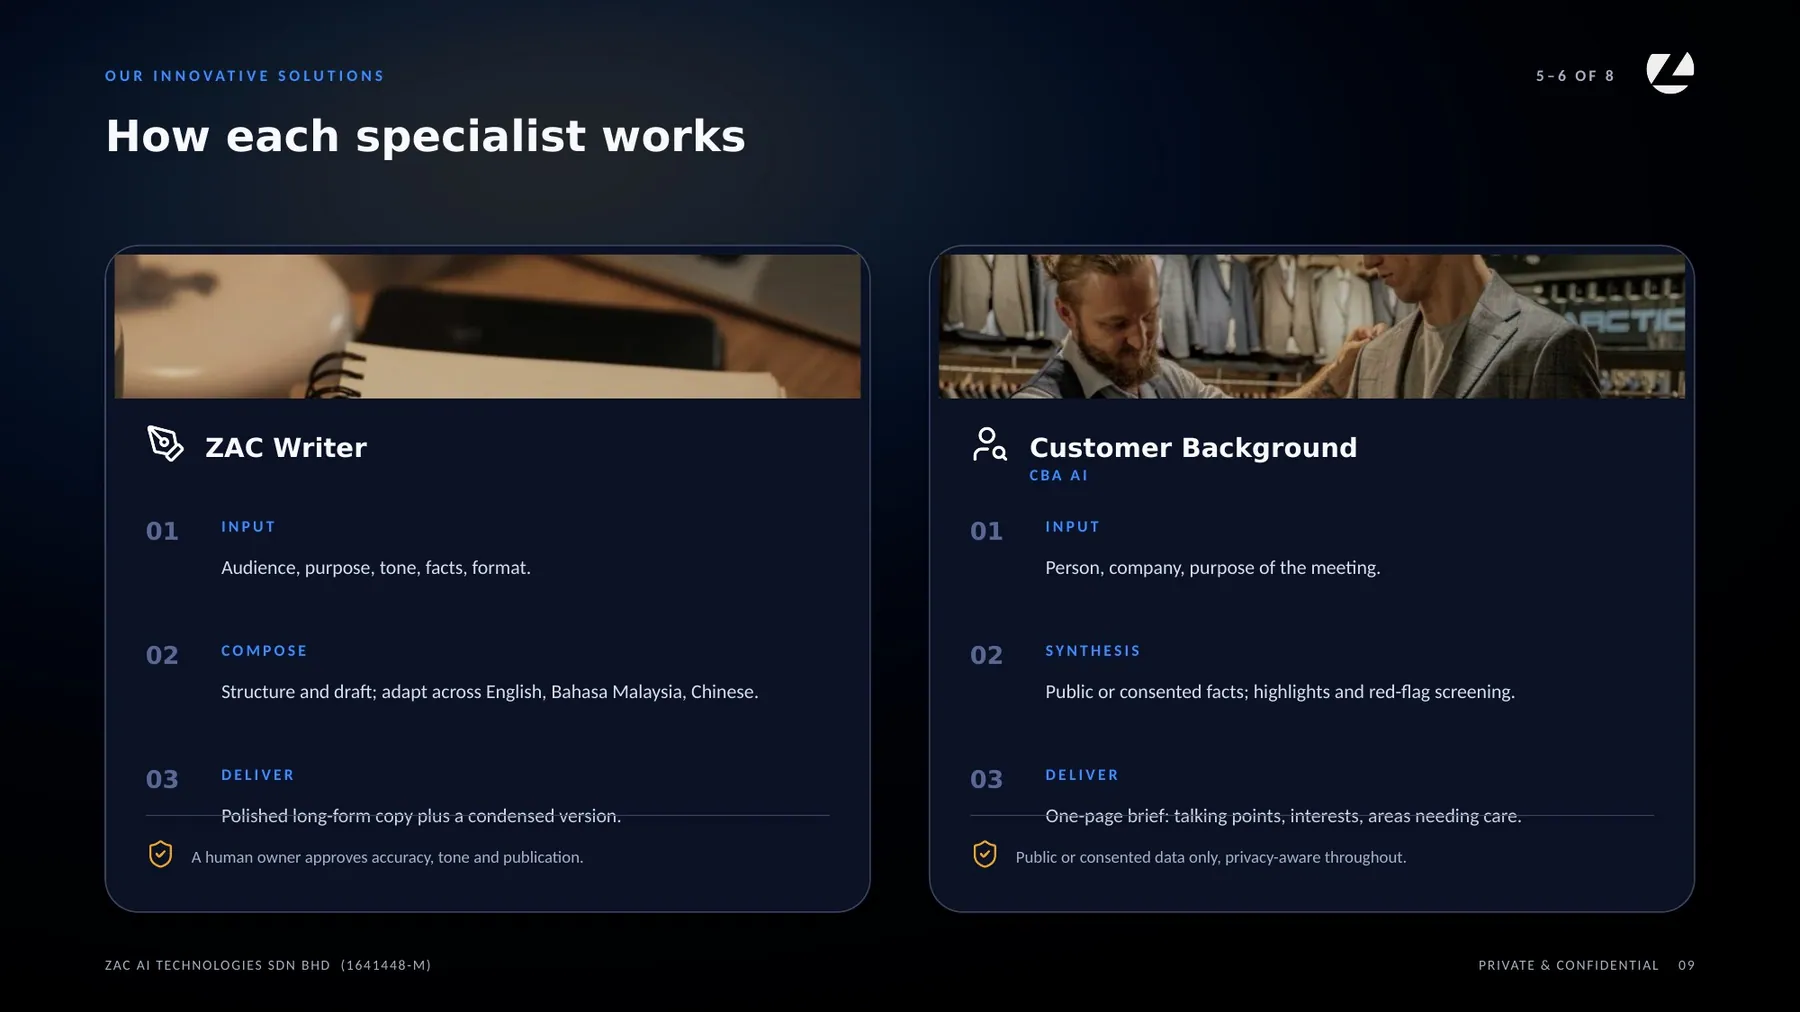 OUR INNOVATIVE SOLUTIONS
5–6 OF 8
How each specialist works
ARCTIC
ZAC Writer
01
INPUT
Audience, purpose, tone, facts, format.
02
COMPOSE
Structure and draft; adapt across English, Bahasa Malaysia, Chinese.
03
DELIVER
Polished long-form copy plus a condensed version.
A human owner approves accuracy, tone and publication.
Customer Background
CBA AI
01
INPUT
Person, company, purpose of the meeting.
02
SYNTHESIS
Public or consented facts; highlights and red-flag screening.
03
DELIVER
One-page brief: talking points, interests, areas needing care.
Public or consented data only, privacy-aware throughout.
ZAC AI TECHNOLOGIES SDN BHD (1641448-M)
PRIVATE & CONFIDENTIAL 09